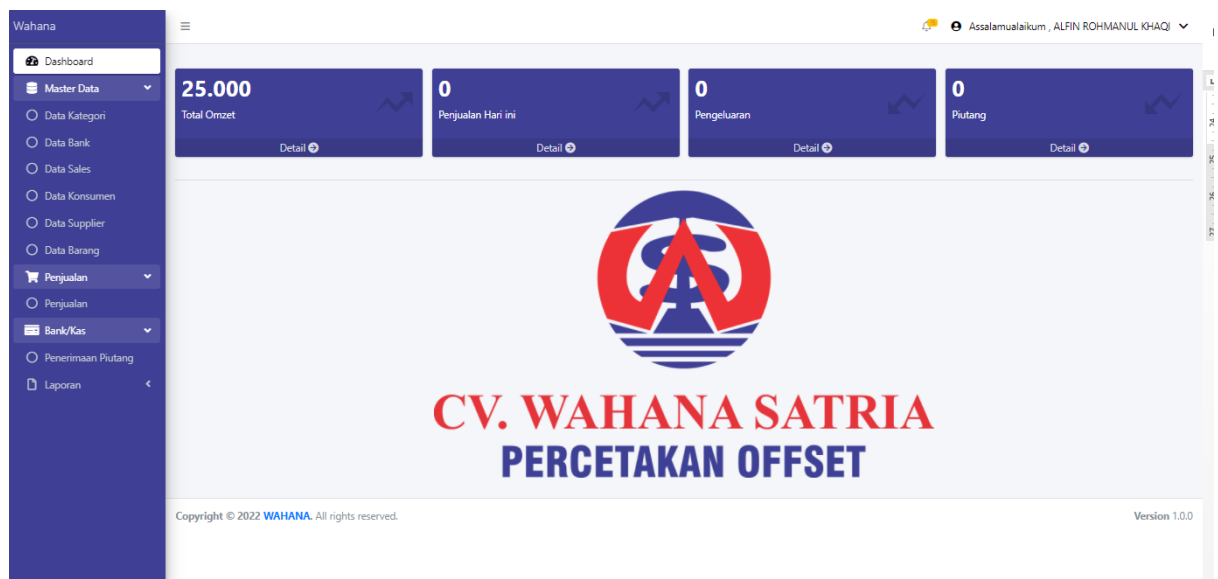 Wahana
Assalamualaikum , ALFIN ROHMANUL KHAQI
Dashboard
Master Data
Data Kategori
Data Bank
Data Sales
Data Konsumen
Data Supplier
Data Barang
Penjualan
Penjualan
Bank/Kas
Penerimaan Piutang
Laporan
25.000
Total Omzet
Detail
0
Penjualan Hari ini
Detail
0
Pengeluaran
Detail
0
Piutang
Detail
CV. WAHANA SATRIA
PERCETAKAN OFFSET
Copyright © 2022 WAHANA. All rights reserved.
Version 1.0.0